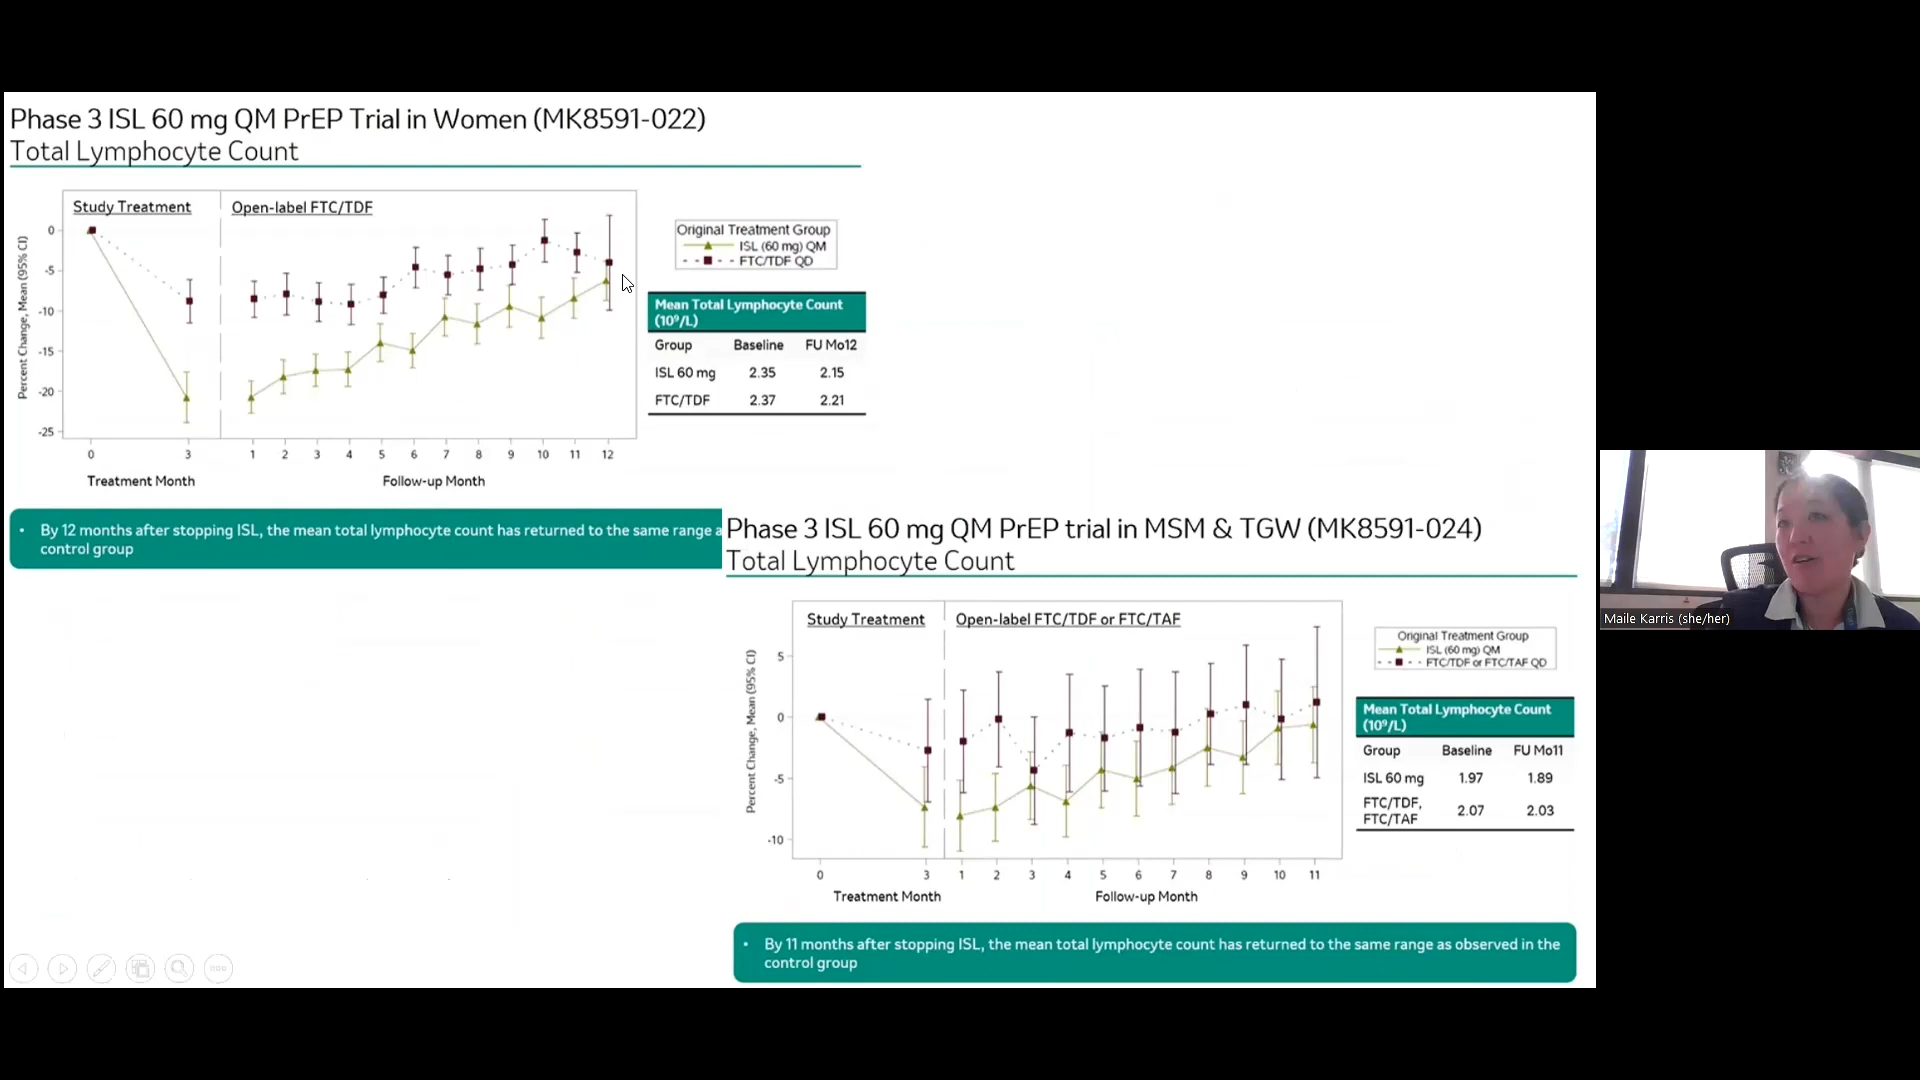 Phase 3 ISL 60 mg QM PrEP Trial in Women (MK8591-022)
Total Lymphocyte Count
Study Treatment
Open-label FTC/TDF
Percent Change, Mean (95% CI)
0
-5
-10
-15
-20
-25
0
3
1
2
3
4
5
6
7
8
9
10
11
12
Treatment Month
Follow-up Month
Original Treatment Group
ISL (60 mg) QM
FTC/TDF QD
Mean Total Lymphocyte Count
(10⁹/L)
Group Baseline FU Mo12
ISL 60 mg 2.35 2.15
FTC/TDF 2.37 2.21
• By 12 months after stopping ISL, the mean total lymphocyte count has returned to the same range a
control group
Phase 3 ISL 60 mg QM PrEP trial in MSM & TGW (MK8591-024)
Total Lymphocyte Count
Study Treatment
Open-label FTC/TDF or FTC/TAF
Percent Change, Mean (95% CI)
5
0
-5
-10
0
3
1
2
3
4
5
6
7
8
9
10
11
Treatment Month
Follow-up Month
Original Treatment Group
ISL (60 mg) QM
FTC/TDF or FTC/TAF QD
Mean Total Lymphocyte Count
(10⁹/L)
Group Baseline FU Mo11
ISL 60 mg 1.97 1.89
FTC/TDF,
FTC/TAF 2.07 2.03
• By 11 months after stopping ISL, the mean total lymphocyte count has returned to the same range as observed in the
control group
Maile Karris (she/her)